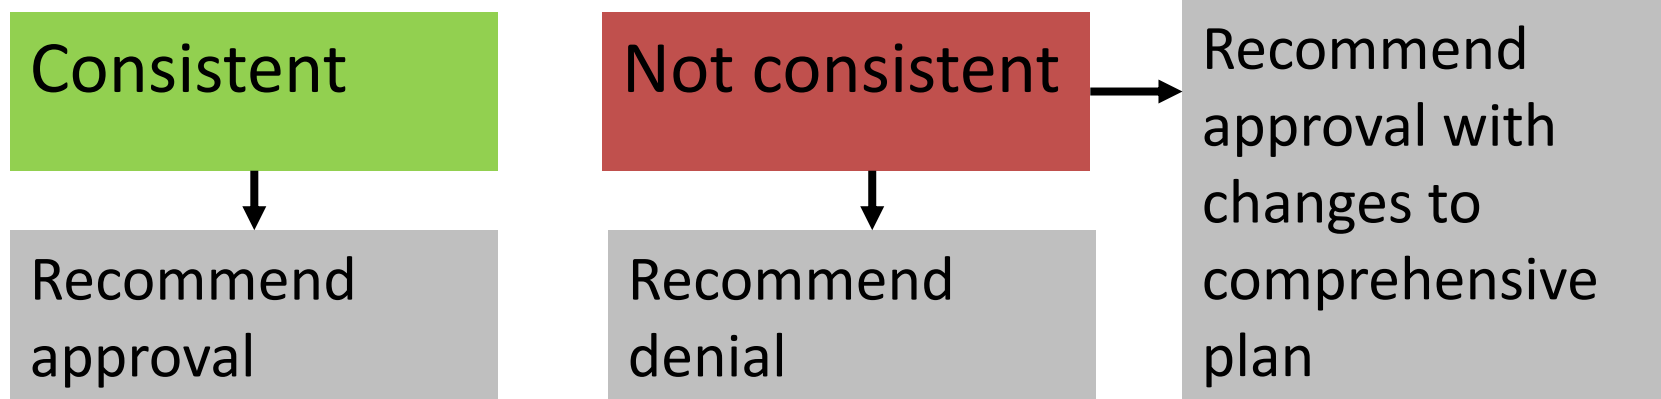 Consistent
Not consistent
Recommend
approval with
changes to
comprehensive
plan
Recommend
approval
Recommend
denial